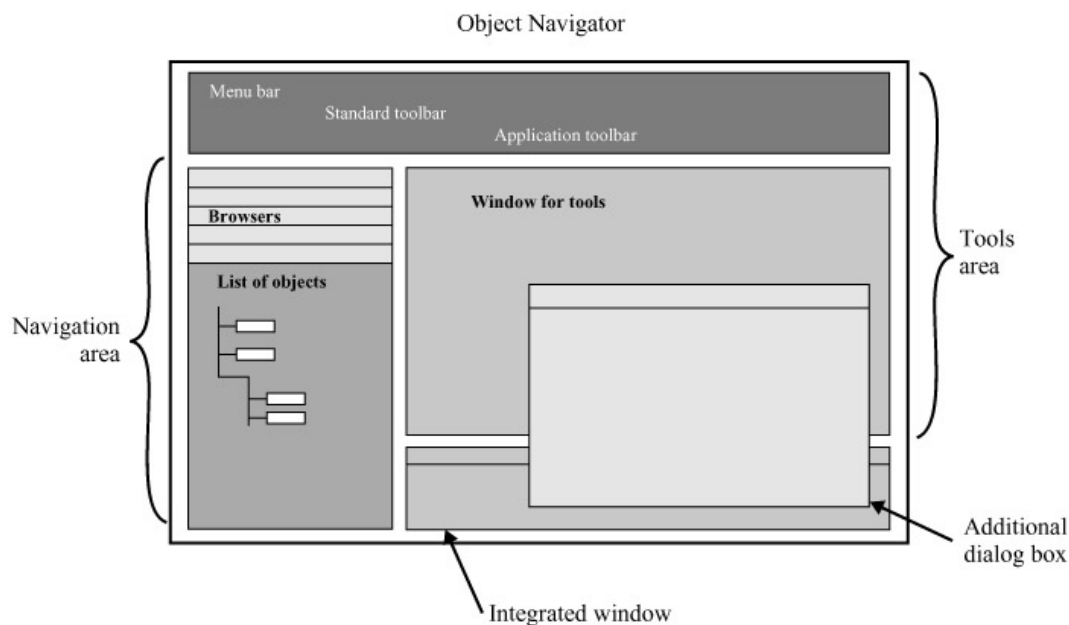 Object Navigator
Menu bar
Standard toolbar
Application toolbar
Browsers
Window for tools
Tools
area
List of objects
Navigation
area
Additional
dialog box
Integrated window